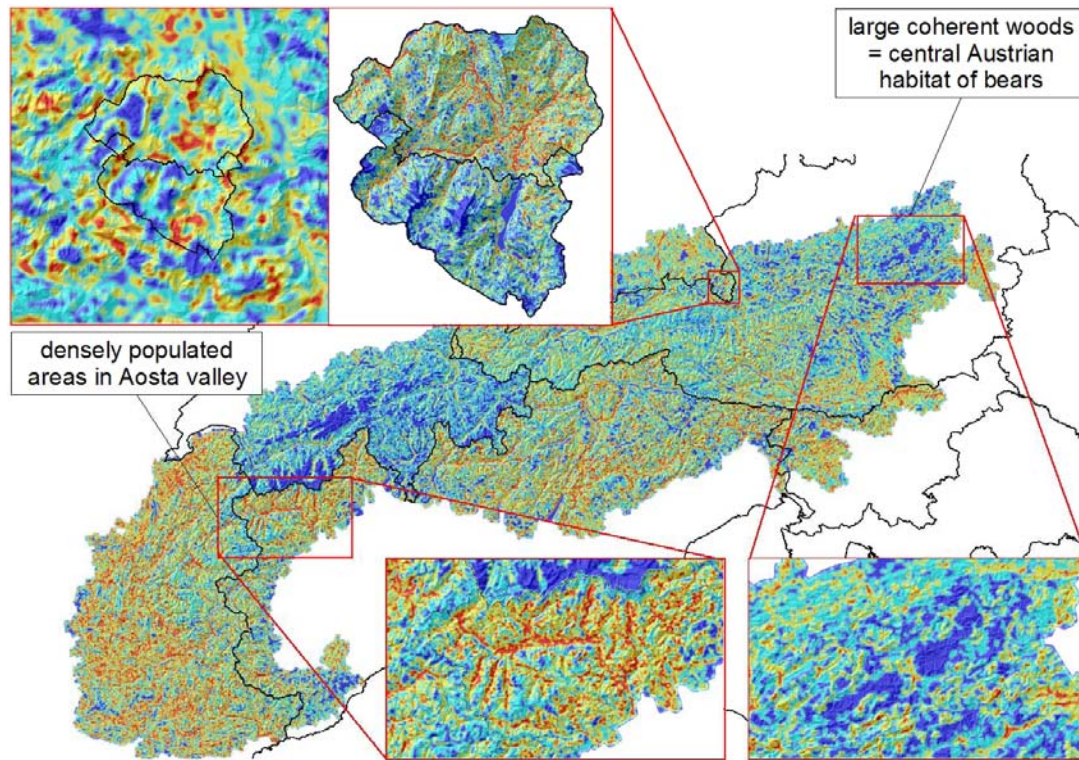 large coherent woods
= central Austrian
habitat of bears
densely populated
areas in Aosta valley